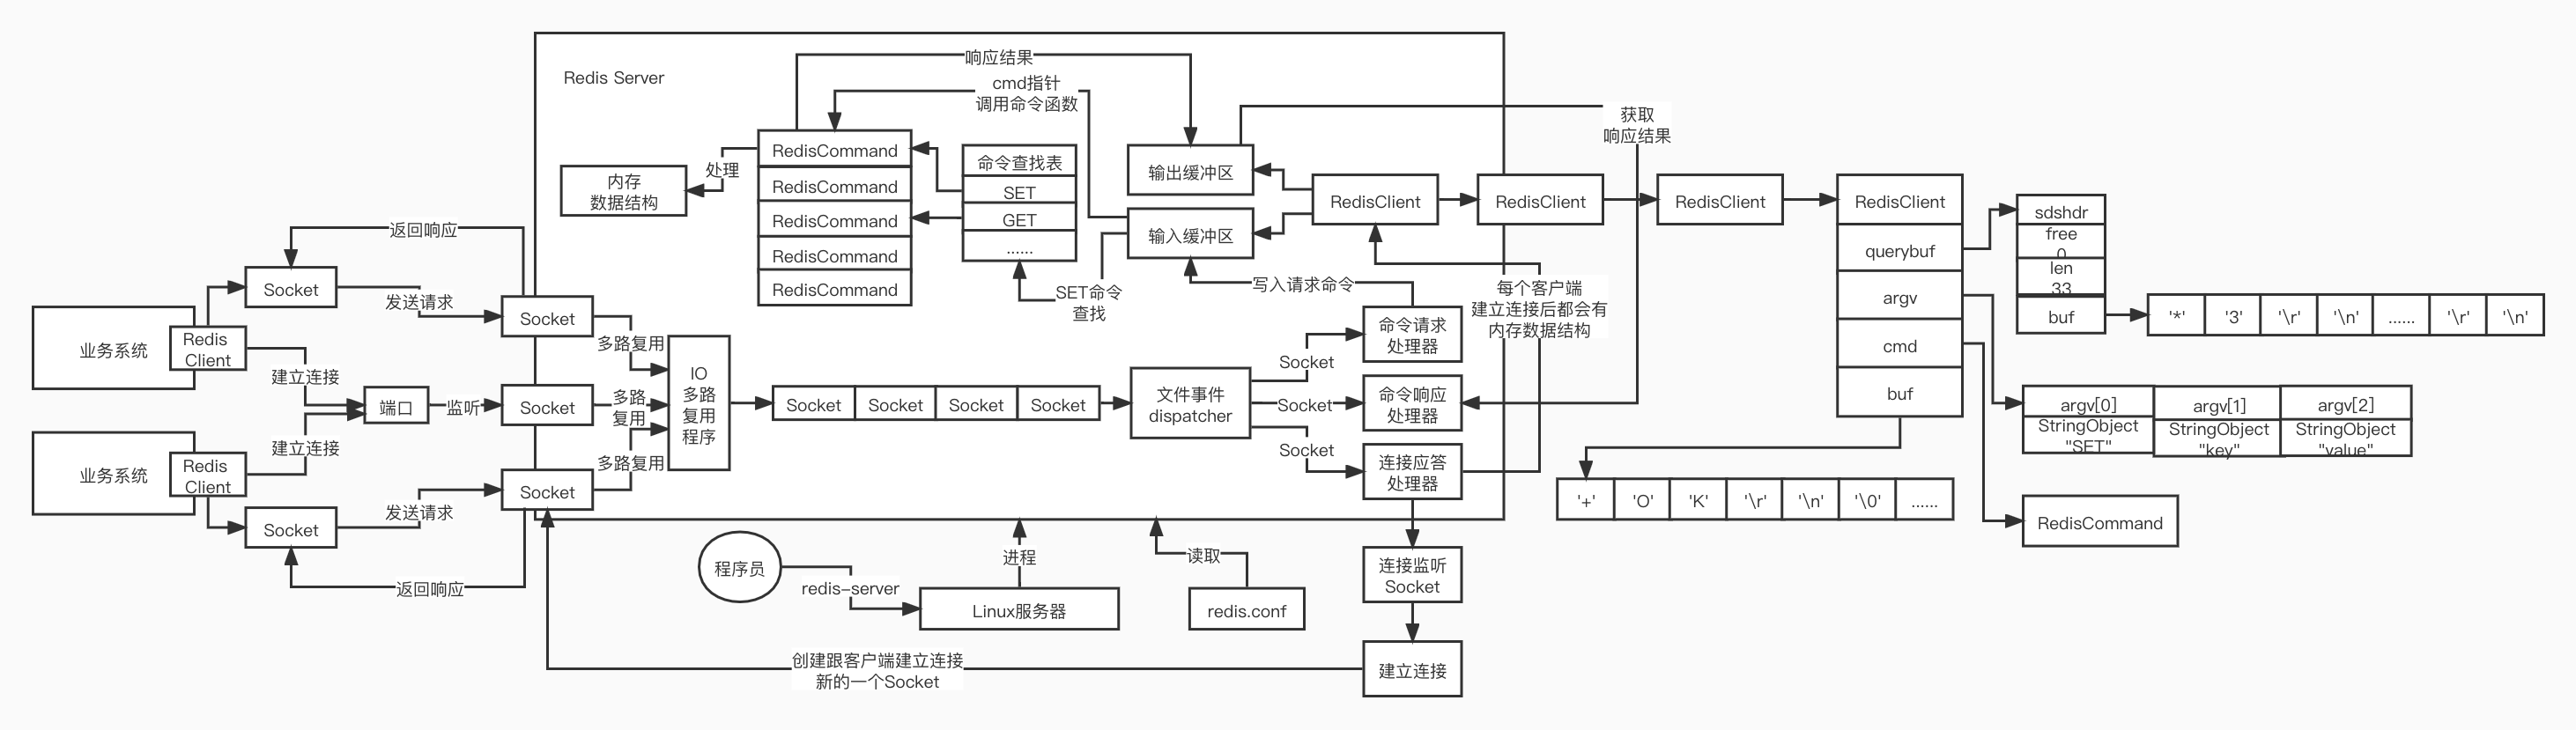 Redis Server
响应结果
cmd指针
调用命令函数
获取
响应结果
RedisCommand
RedisCommand
RedisCommand
RedisCommand
RedisCommand
处理
内存
数据结构
命令查找表
SET
GET
......
SET命令
查找
输出缓冲区
输入缓冲区
写入请求命令
RedisClient
RedisClient
RedisClient
RedisClient
querybuf
argv
cmd
buf
sdshdr
free
0
len
33
buf
'*'
'3'
'\r'
'\n'
......
'\r'
'\n'
每个客户端
建立连接后都会有
内存数据结构
返回响应
Socket
发送请求
Socket
业务系统
Redis
Client
建立连接
端口
监听
Socket
业务系统
Redis
Client
建立连接
Socket
发送请求
Socket
返回响应
多路复用
多路
复用
多路复用
IO
多路
复用
程序
Socket
Socket
Socket
Socket
文件事件
dispatcher
Socket
Socket
Socket
命令请求
处理器
命令响应
处理器
连接应答
处理器
argv[0]
argv[1]
argv[2]
StringObject
"SET"
StringObject
"key"
StringObject
"value"
'+'
'O'
'K'
'\r'
'\n'
'\0'
......
RedisCommand
程序员
redis-server
进程
Linux服务器
读取
redis.conf
连接监听
Socket
建立连接
创建跟客户端建立连接
新的一个Socket